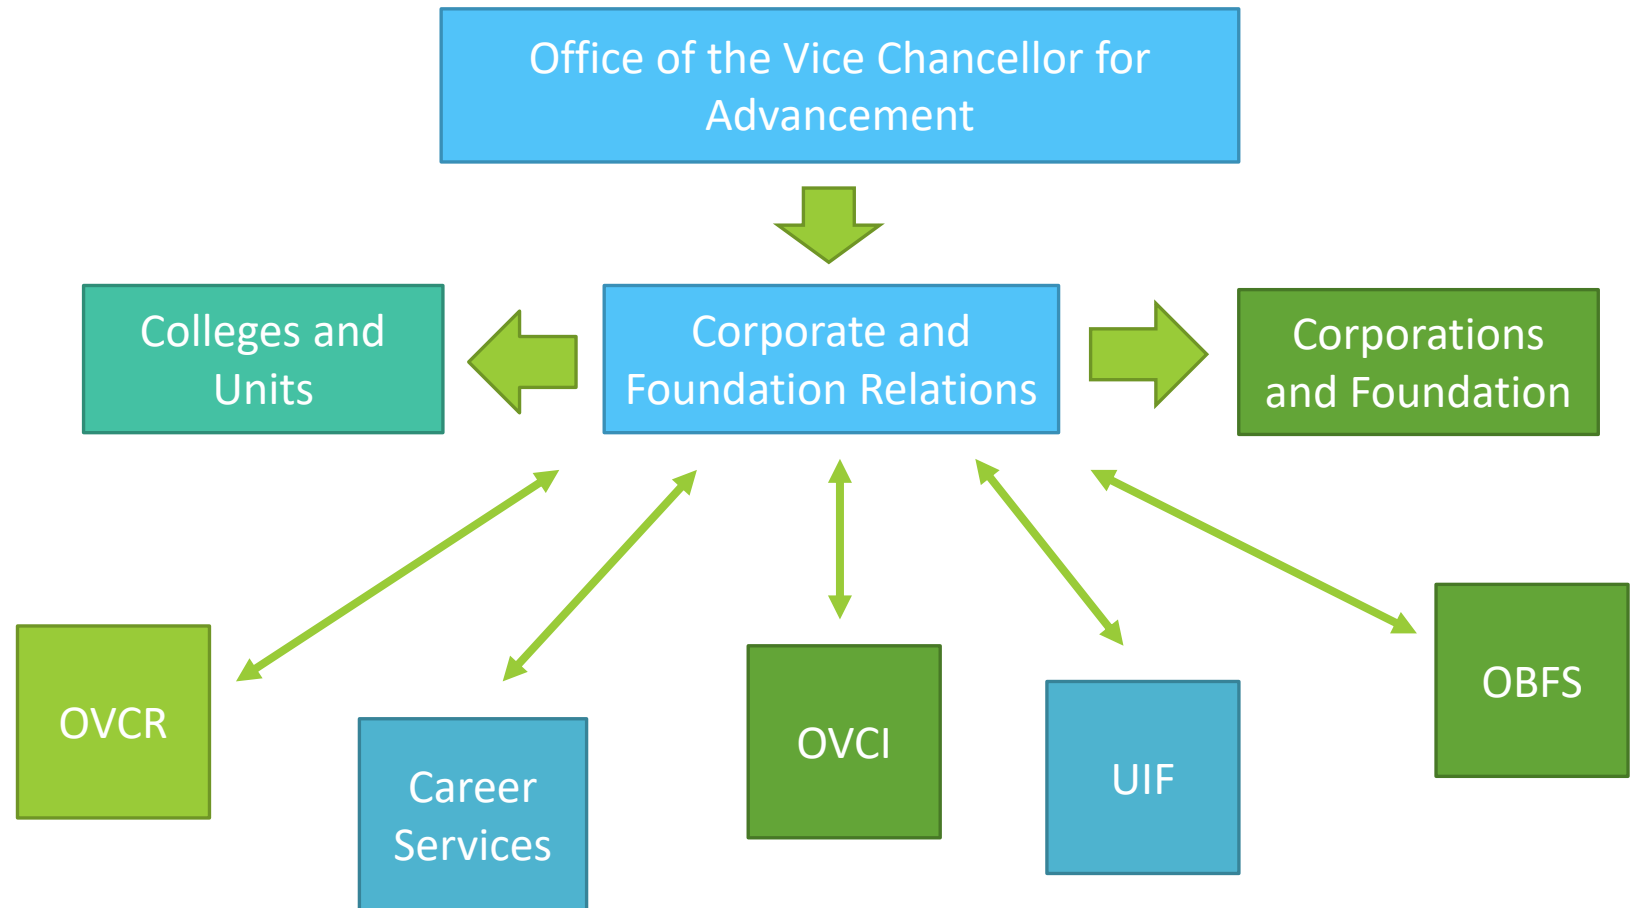 Office of the Vice Chancellor for
Advancement
Colleges and
Units
Corporate and
Foundation Relations
Corporations
and Foundation
OVCR
Career
Services
OVCI
UIF
OBFS